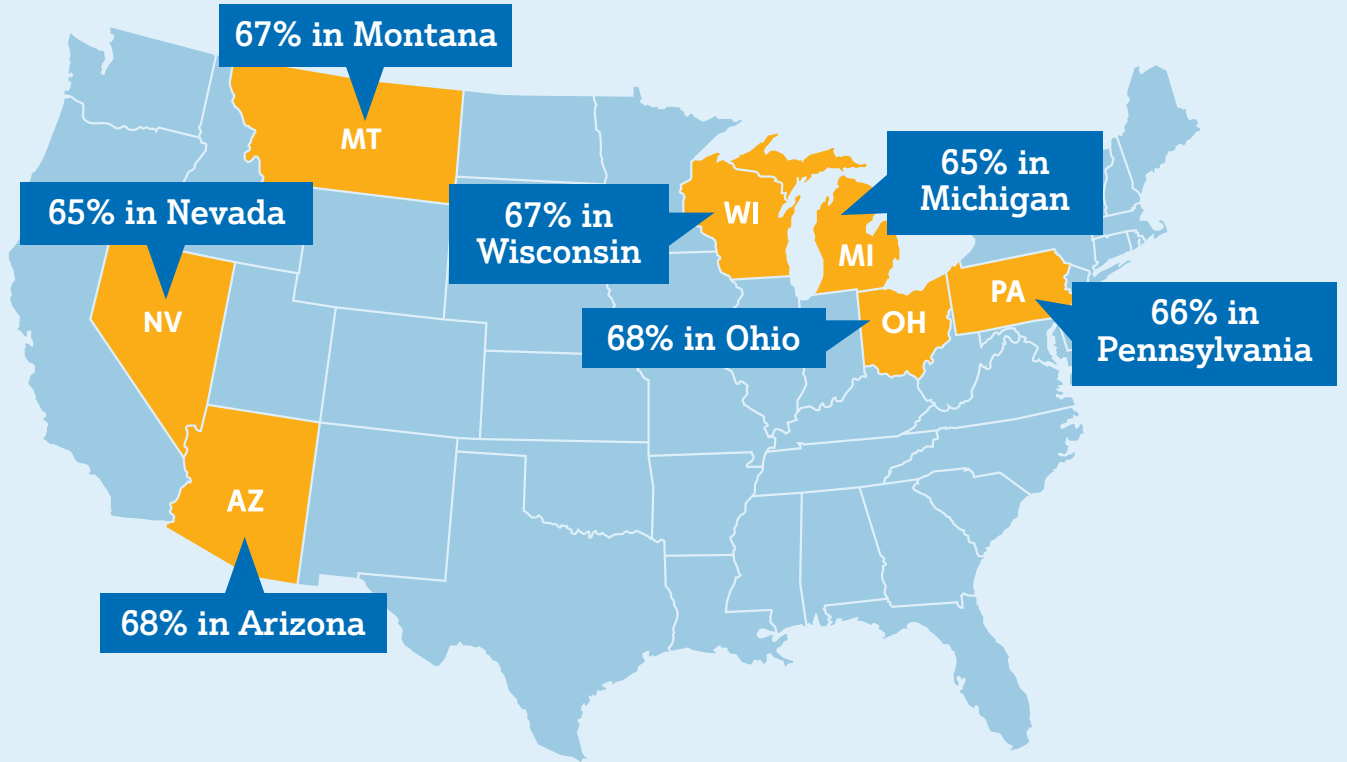 67% in Montana
MT
65% in Nevada
NV
67% in
Wisconsin
WI
65% in
Michigan
MI
68% in Ohio
OH
PA
66% in
Pennsylvania
AZ
68% in Arizona